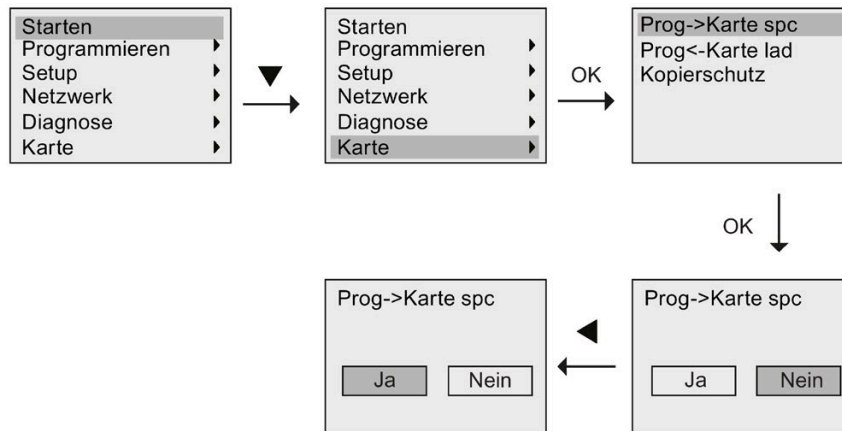 Starten
Programmieren
Setup
Netzwerk
Diagnose
Karte
Starten
Programmieren
Setup
Netzwerk
Diagnose
Karte
OK
Prog->Karte spc
Prog<-Karte lad
Kopierschutz
OK
Prog->Karte spc
Ja Nein
Prog->Karte spc
Ja Nein